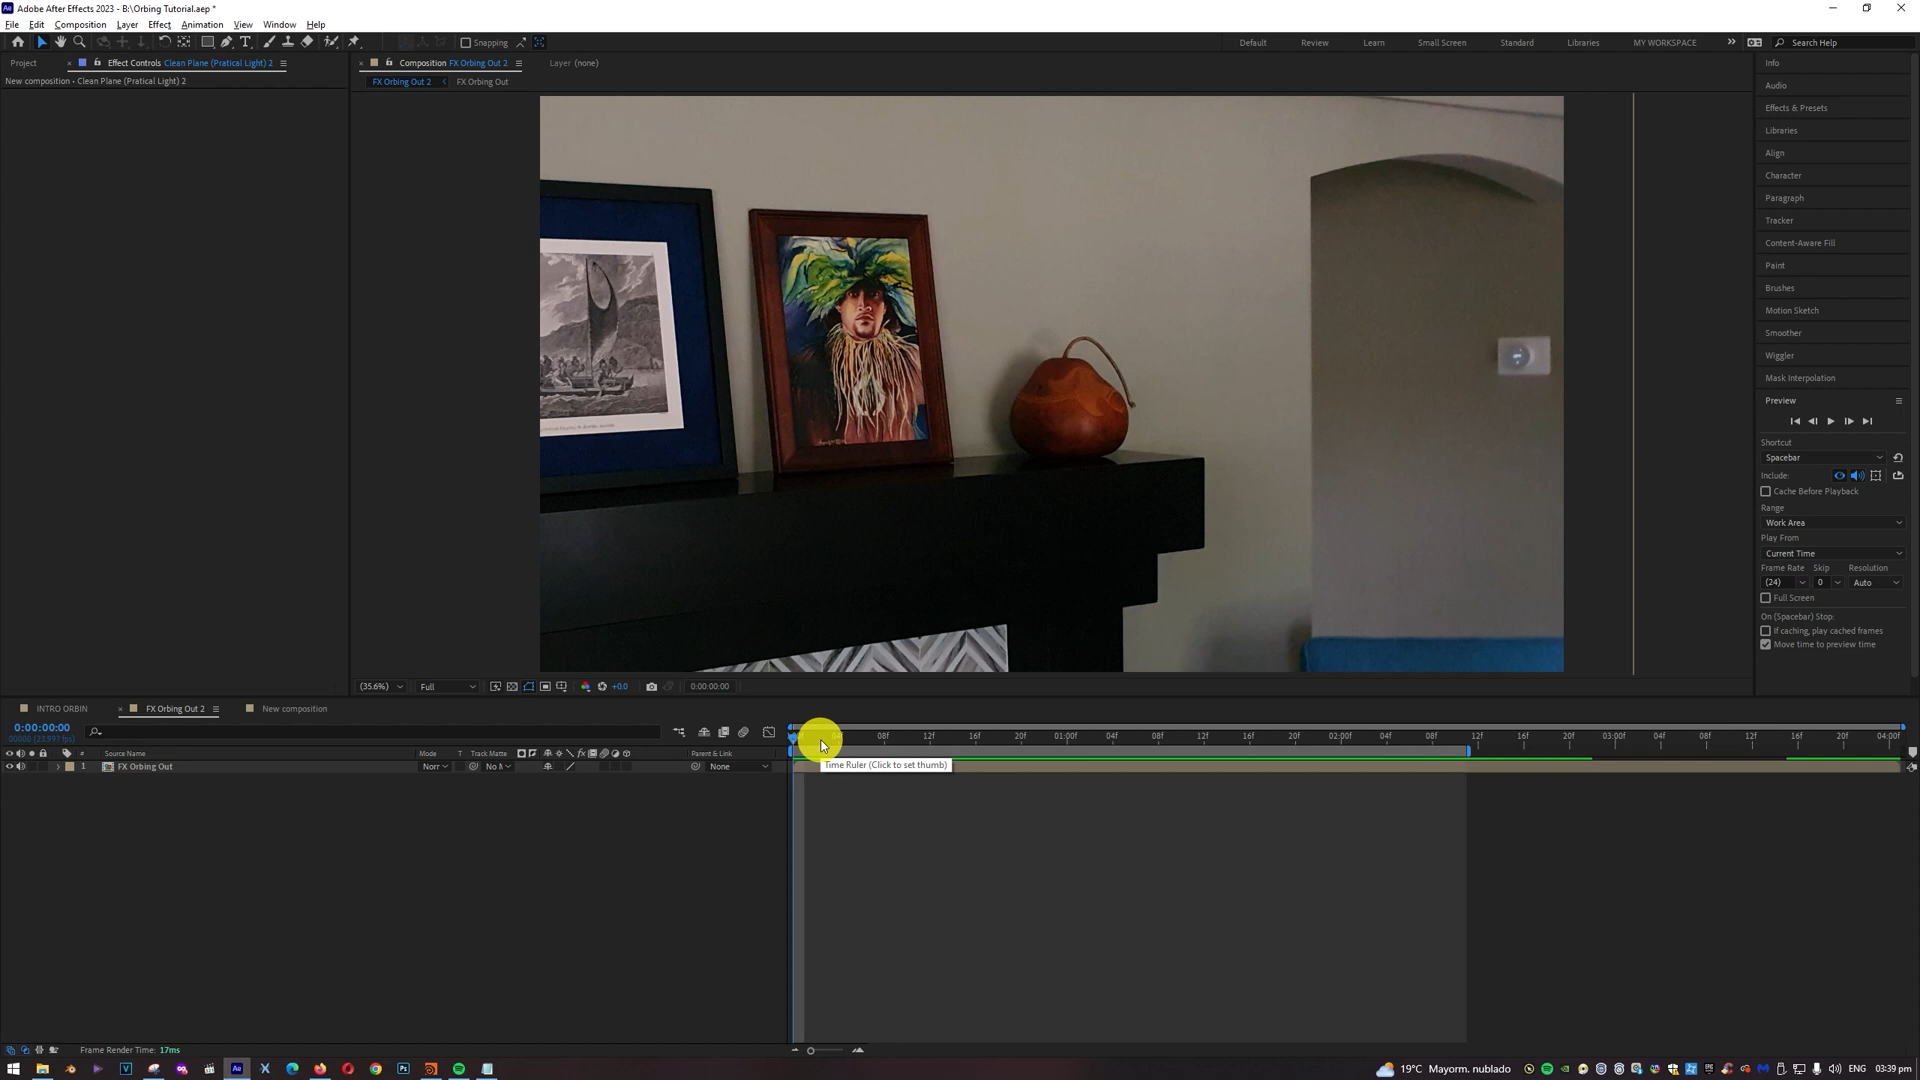 Adobe After Effects 2023 - B:\Orbing Tutorial.aep *
File Edit Composition Layer Effect Animation View Window Help
Snapping
Default Review Learn Small Screen Standard Libraries MY WORKSPACE Search Help
Project Effect Controls Clean Plane (Pratical Light) 2
New composition • Clean Plane (Pratical Light) 2
Composition FX Orbing Out 2 Layer (none)
FX Orbing Out 2 FX Orbing Out
Info
Audio
Effects & Presets
Libraries
Align
Character
Paragraph
Tracker
Content-Aware Fill
Paint
Brushes
Motion Sketch
Smoother
Wiggler
Mask Interpolation
Preview
Shortcut
Spacebar
Include:
Cache Before Playback
Range
Work Area
Play From
Current Time
Frame Rate Skip Resolution
(24) 0 Auto
Full Screen
On (Spacebar) Stop:
If caching, play cached frames
Move time to preview time
(35.6%) Full +0.0 0:00:00:00
INTRO ORBIN FX Orbing Out 2 New composition
0:00:00:00
00000 (23.997 fps)
04f 08f 12f 16f 20f 01:00f 04f 08f 12f 16f 20f 02:00f 04f 08f 12f 16f 20f 03:00f 04f 08f 12f 16f 20f 04:00f
# Source Name Mode T Track Matte fx Parent & Link
1 FX Orbing Out Norr No M None
Time Ruler (Click to set thumb)
Frame Render Time: 17ms
19°C Mayorm. nublado ENG 03:39 pm